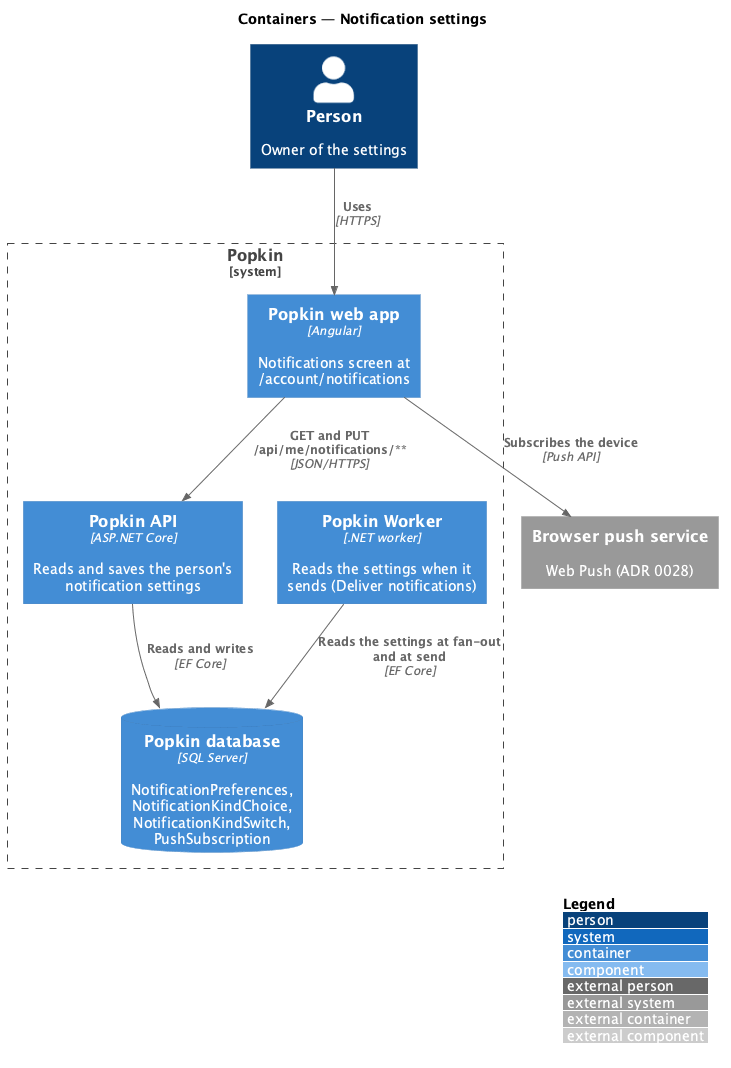 Containers — Notification settings
Person
Owner of the settings
Uses
[HTTPS]
Popkin
[system]
Popkin web app
[Angular]
Notifications screen at
/account/notifications
GET and PUT
/api/me/notifications/**
[JSON/HTTPS]
Subscribes the device
[Push API]
Popkin API
[ASP.NET Core]
Reads and saves the person's
notification settings
Popkin Worker
[.NET worker]
Reads the settings when it
sends (Deliver notifications)
Browser push service
Web Push (ADR 0028)
Reads and writes
[EF Core]
Reads the settings at fan-out
and at send
[EF Core]
Popkin database
[SQL Server]
NotificationPreferences,
NotificationKindChoice,
NotificationKindSwitch,
PushSubscription
Legend
person
system
container
component
external person
external system
external container
external component